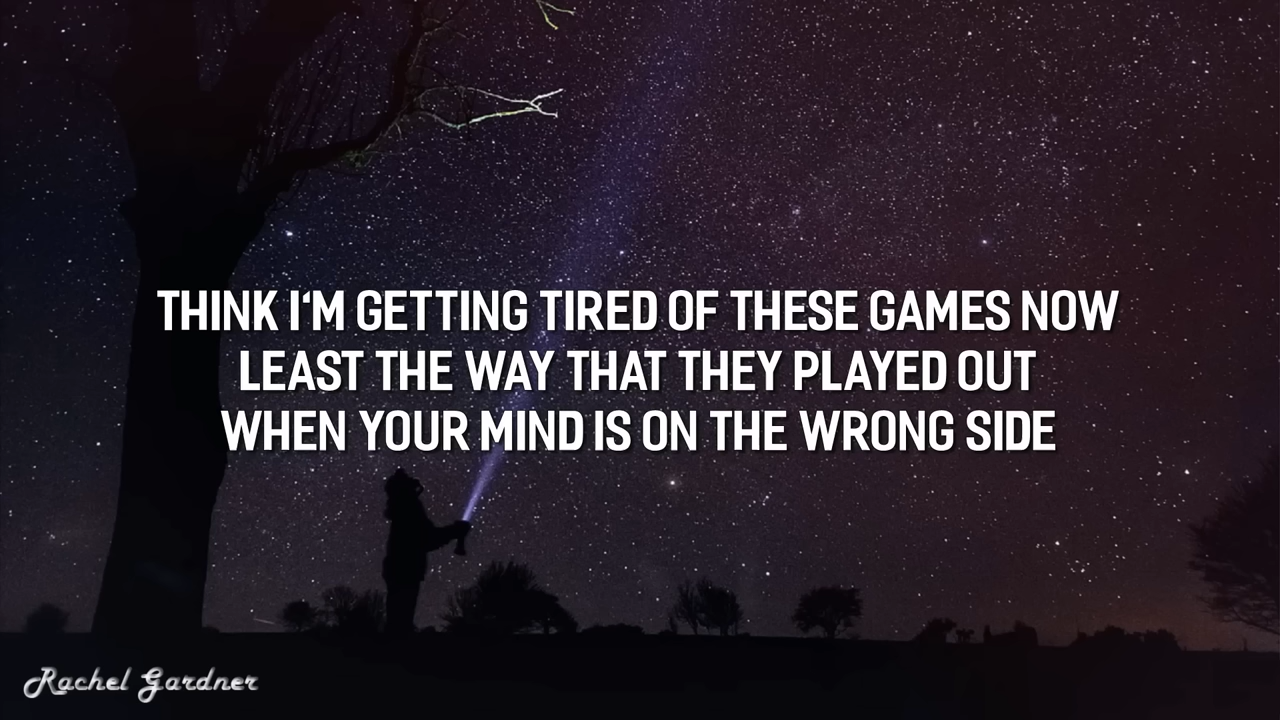 THINK I'M GETTING TIRED OF THESE GAMES NOW
LEAST THE WAY THAT THEY PLAYED OUT
WHEN YOUR MIND IS ON THE WRONG SIDE
Rachel Gardner